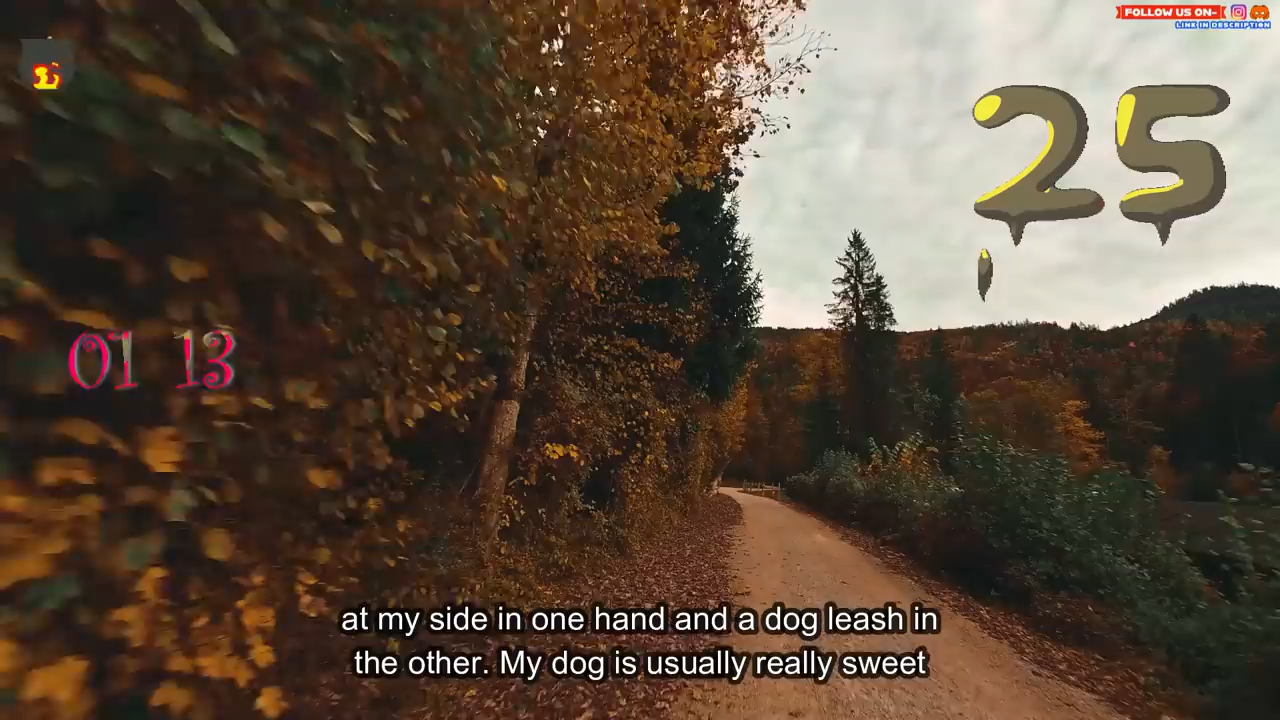 FOLLOW US ON-
LINK IN DESCRIPTION
25
01 13
at my side in one hand and a dog leash in
the other. My dog is usually really sweet